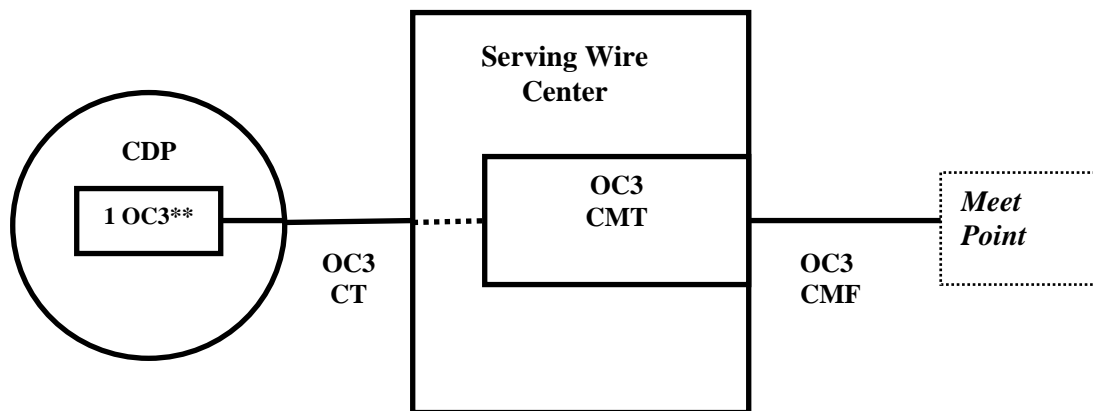 Serving Wire
Center
CDP
1 OC3**
OC3
CT
OC3
CMT
OC3
CMF
Meet
Point